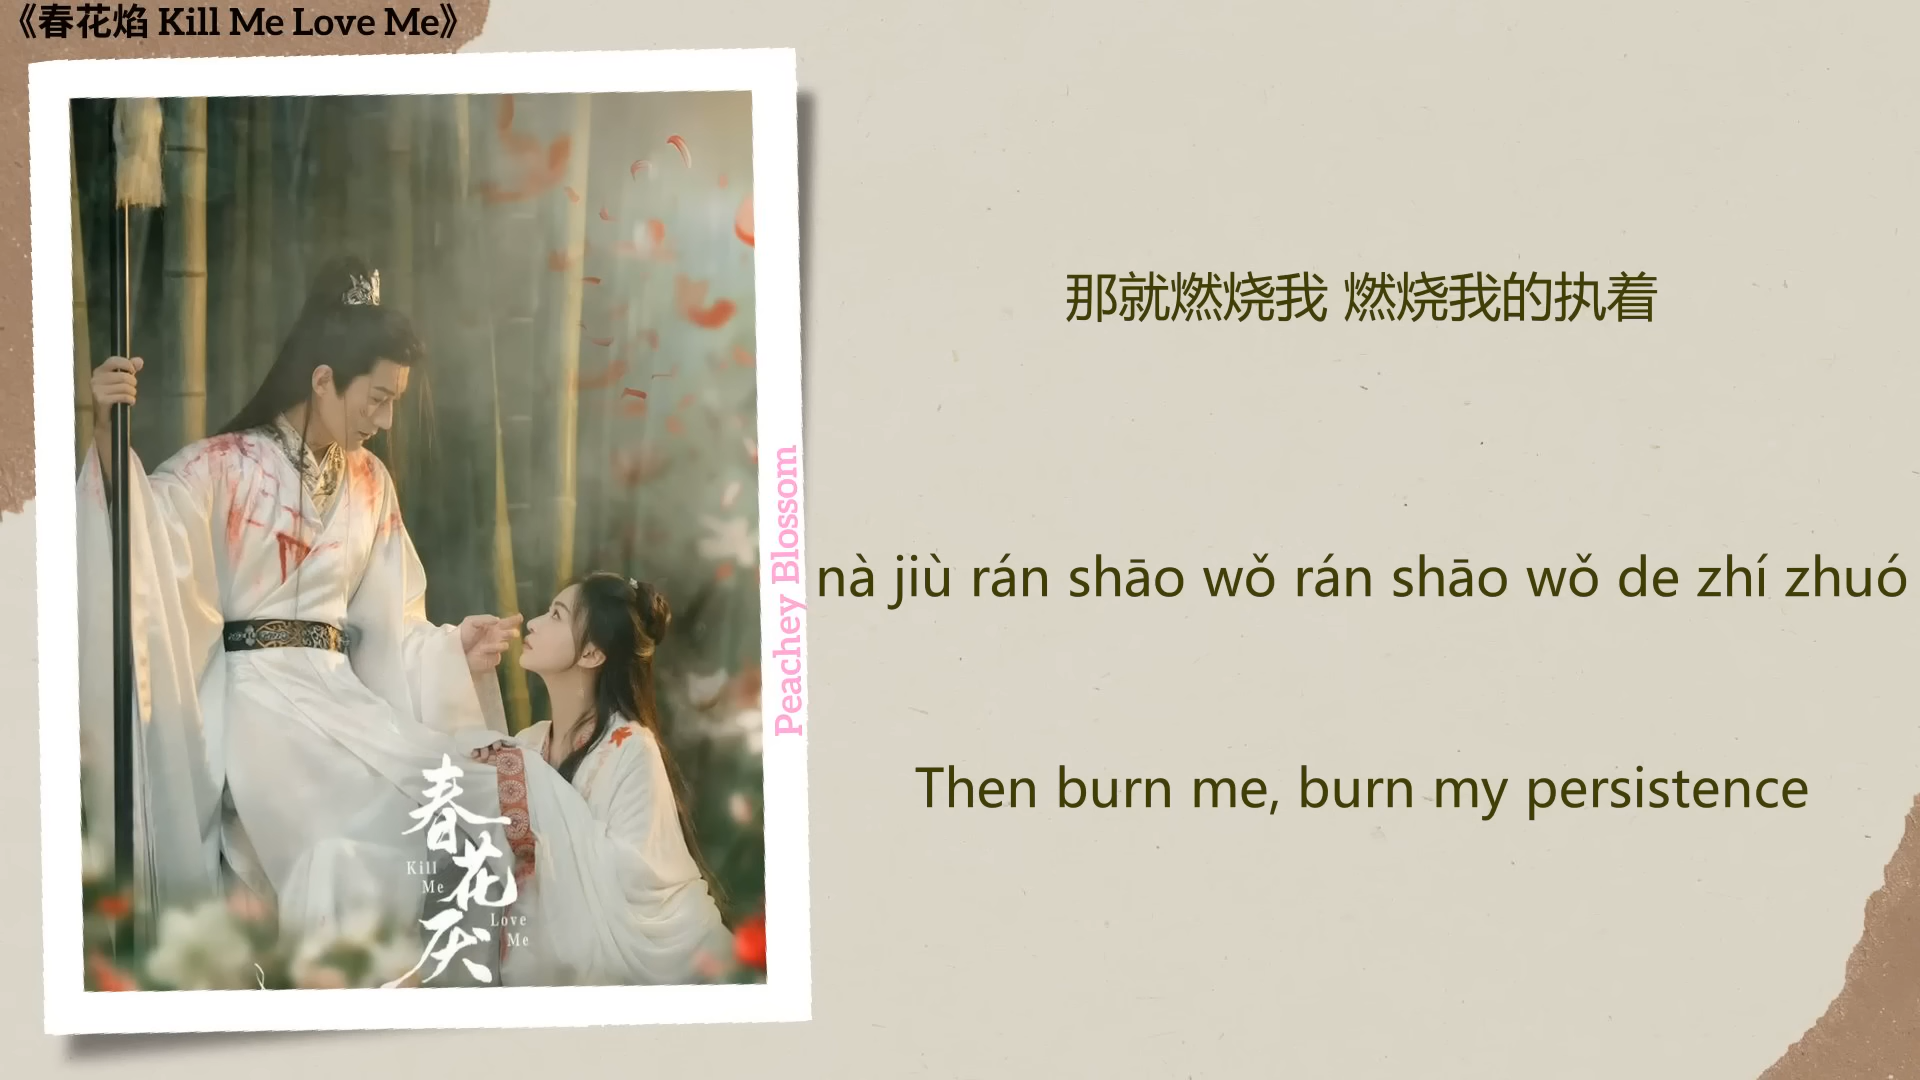 《春花焰 Kill Me Love Me》
那就燃烧我 燃烧我的执着
nà jiù rán shāo wǒ rán shāo wǒ de zhí zhuó
Then burn me, burn my persistence
Peachey Blossom
春
花
Kill
Me
Love
Me